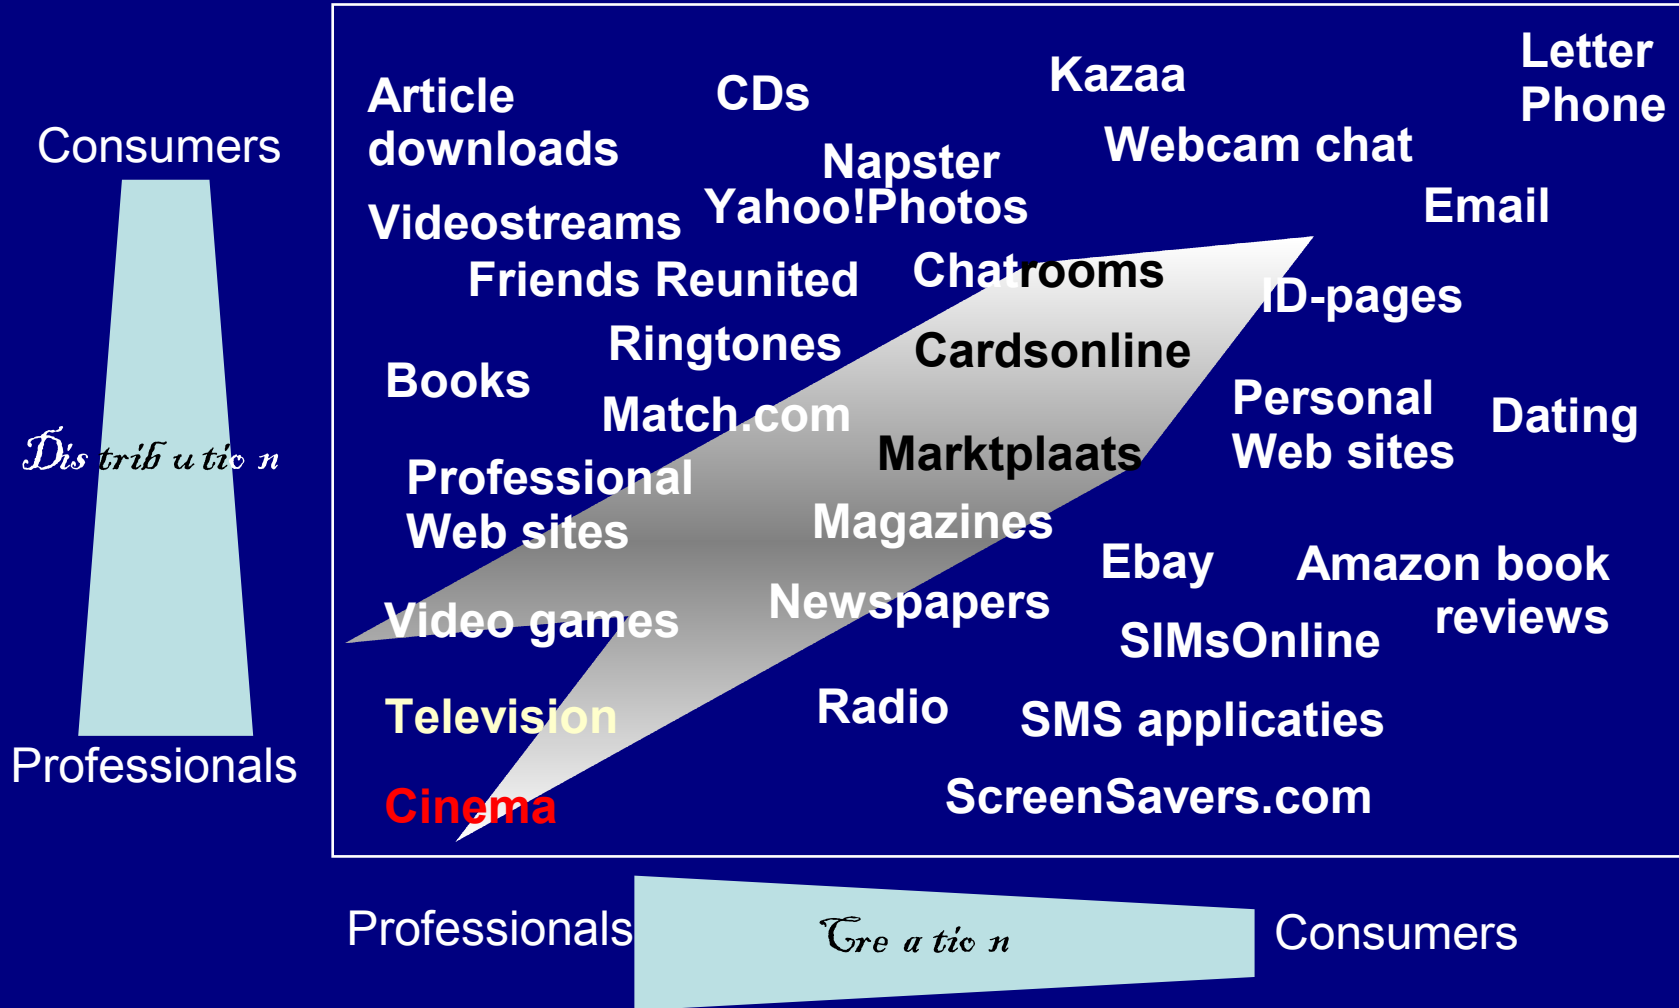 Consumers
Distribution
Professionals
Article
downloads
CDs
Kazaa
Letter
Phone
Napster
Webcam chat
Videostreams
Yahoo!Photos
Email
Friends Reunited
Chatrooms
ID-pages
Ringtones
Cardsonline
Books
Match.com
Personal
Web sites
Dating
Marktplaats
Professional
Web sites
Magazines
Ebay
Amazon book
reviews
Video games
Newspapers
SIMsOnline
Television
Radio
SMS applicaties
Cinema
ScreenSavers.com
Professionals
Creation
Consumers